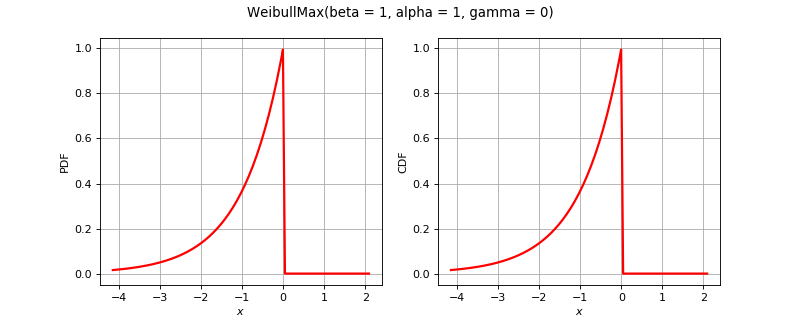 WeibullMax(beta = 1, alpha = 1, gamma = 0)
PDF
1.0
0.8
0.6
0.4
0.2
0.0
−4 −3 −2 −1 0 1 2
x
CDF
1.0
0.8
0.6
0.4
0.2
0.0
−4 −3 −2 −1 0 1 2
x